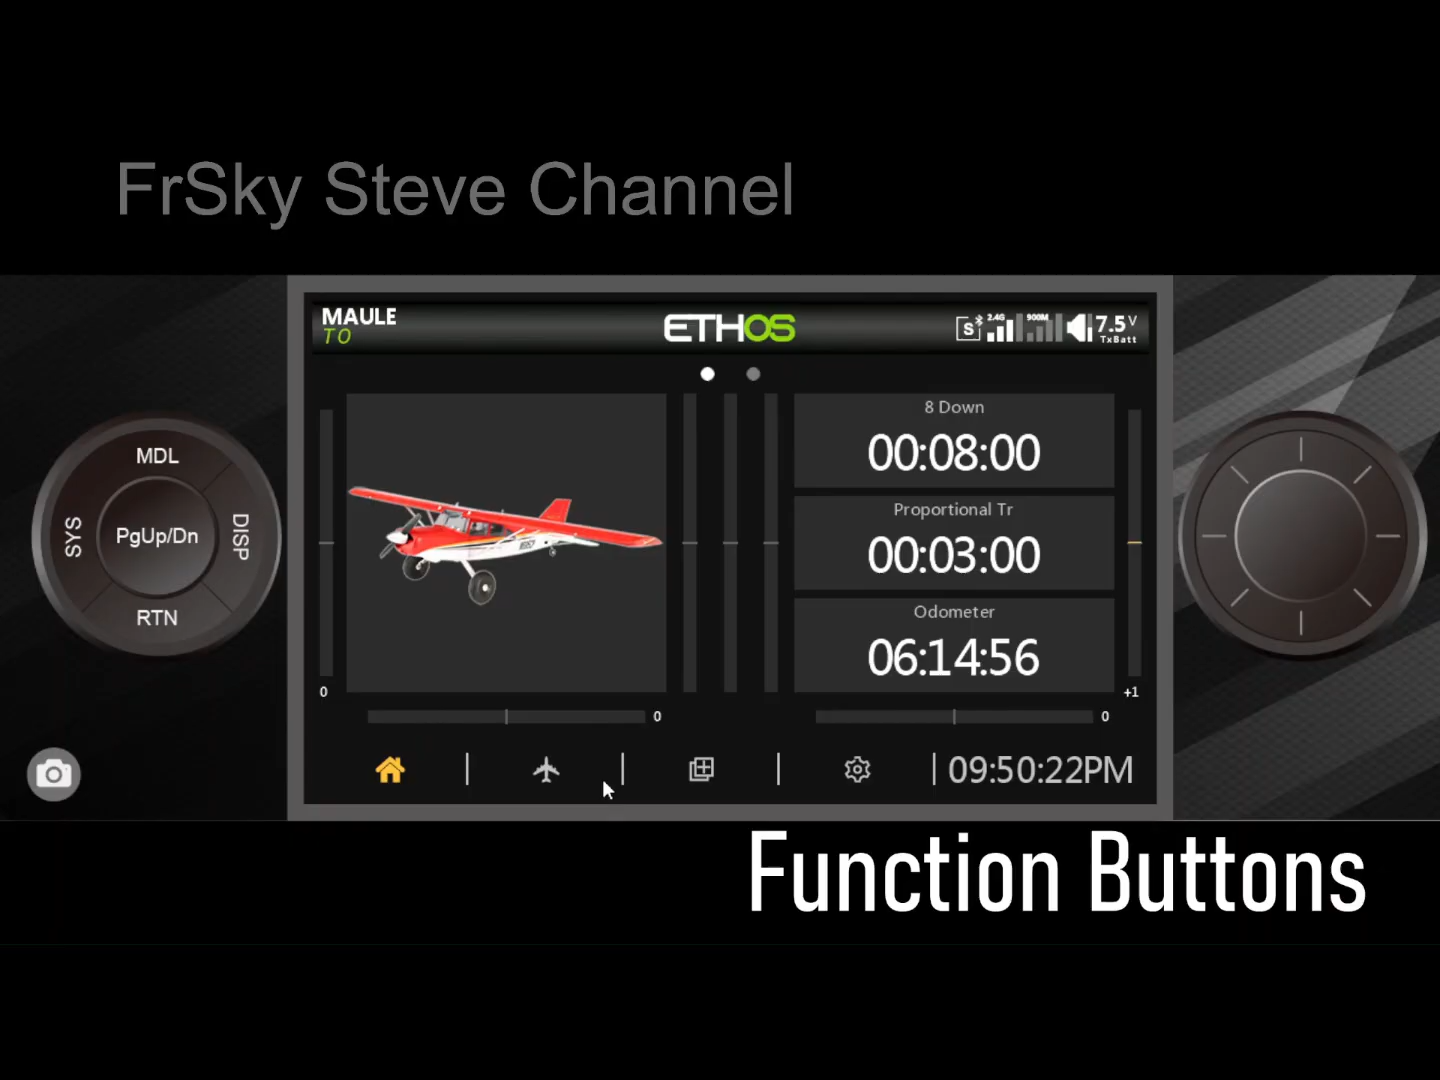 FrSky Steve Channel
MAULE
TO
ETHOS
S
2.4G
900M
7.5V
TxBatt
8 Down
00:08:00
Proportional Tr
00:03:00
Odometer
06:14:56
0
+1
0
0
09:50:22PM
MDL
SYS
PgUp/Dn
DISP
RTN
Function Buttons